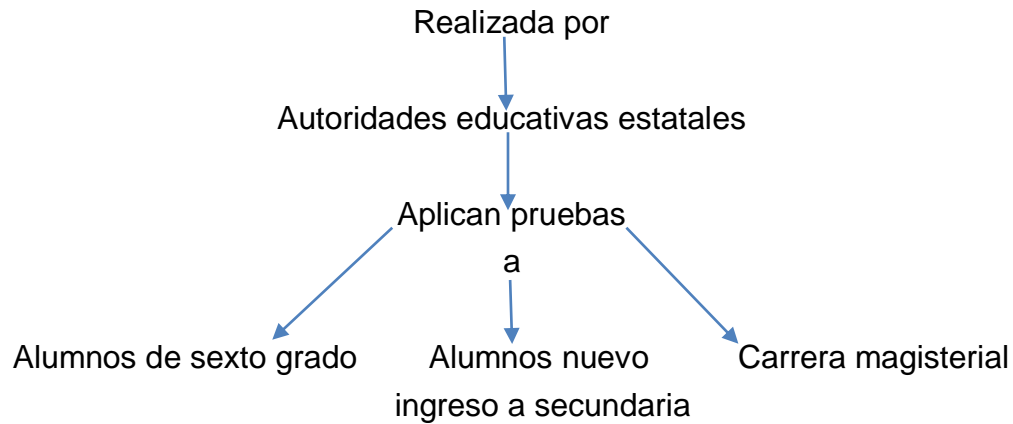 Realizada por
Autoridades educativas estatales
Aplican pruebas
a
Alumnos de sexto grado
Alumnos nuevo
ingreso a secundaria
Carrera magisterial